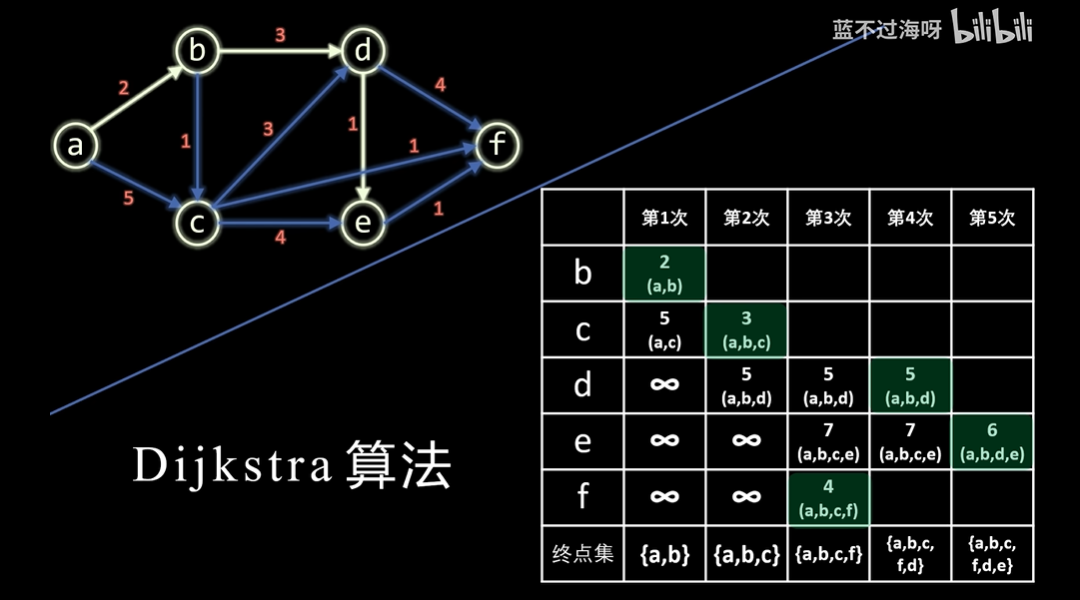 蓝不过海呀 bilibili
3
b
d
2
4
1
3
1
1
a
f
5
1
c
e
4
第1次 第2次 第3次 第4次 第5次
b 2
(a,b)
c 5 3
(a,c) (a,b,c)
d ∞ 5 5 5
(a,b,d) (a,b,d) (a,b,d)
e ∞ ∞ 7 7 6
(a,b,c,e) (a,b,c,e) (a,b,d,e)
f ∞ ∞ 4
(a,b,c,f)
终点集 {a,b} {a,b,c} {a,b,c,f} {a,b,c, {a,b,c,
f,d} f,d,e}
Dijkstra 算法